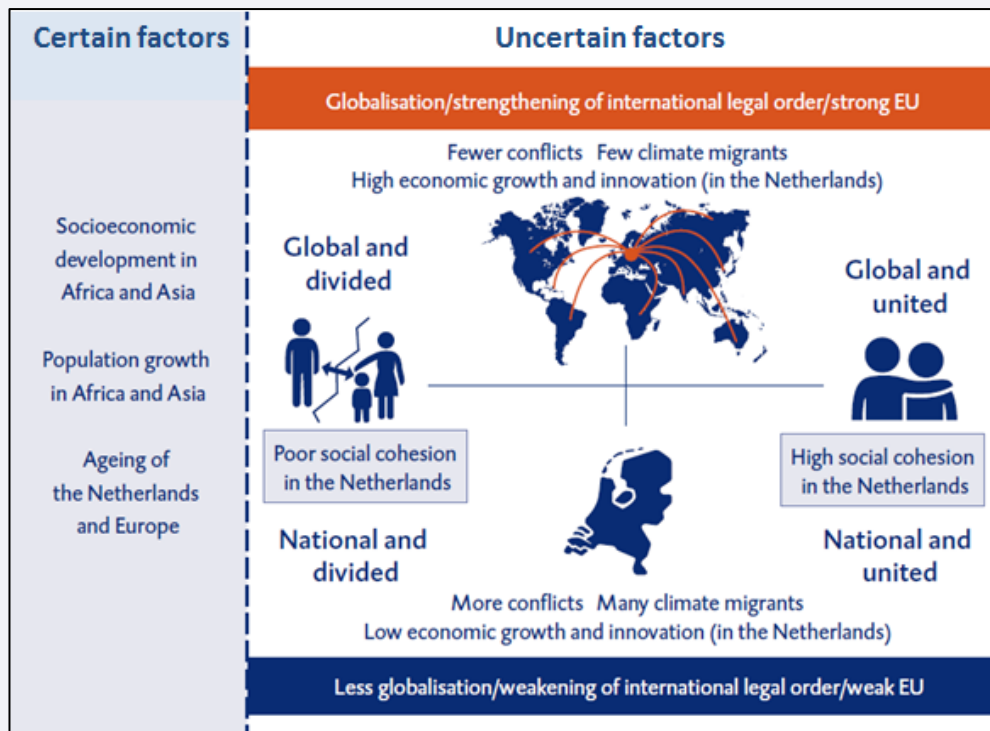 Certain factors
Uncertain factors
Socioeconomic
development in
Africa and Asia
Population growth
in Africa and Asia
Ageing of
the Netherlands
and Europe
Globalisation/strengthening of international legal order/strong EU
Fewer conflicts Few climate migrants
High economic growth and innovation (in the Netherlands)
Global and
divided
Global and
united
Poor social cohesion
in the Netherlands
High social cohesion
in the Netherlands
National and
divided
National and
united
More conflicts Many climate migrants
Low economic growth and innovation (in the Netherlands)
Less globalisation/weakening of international legal order/weak EU